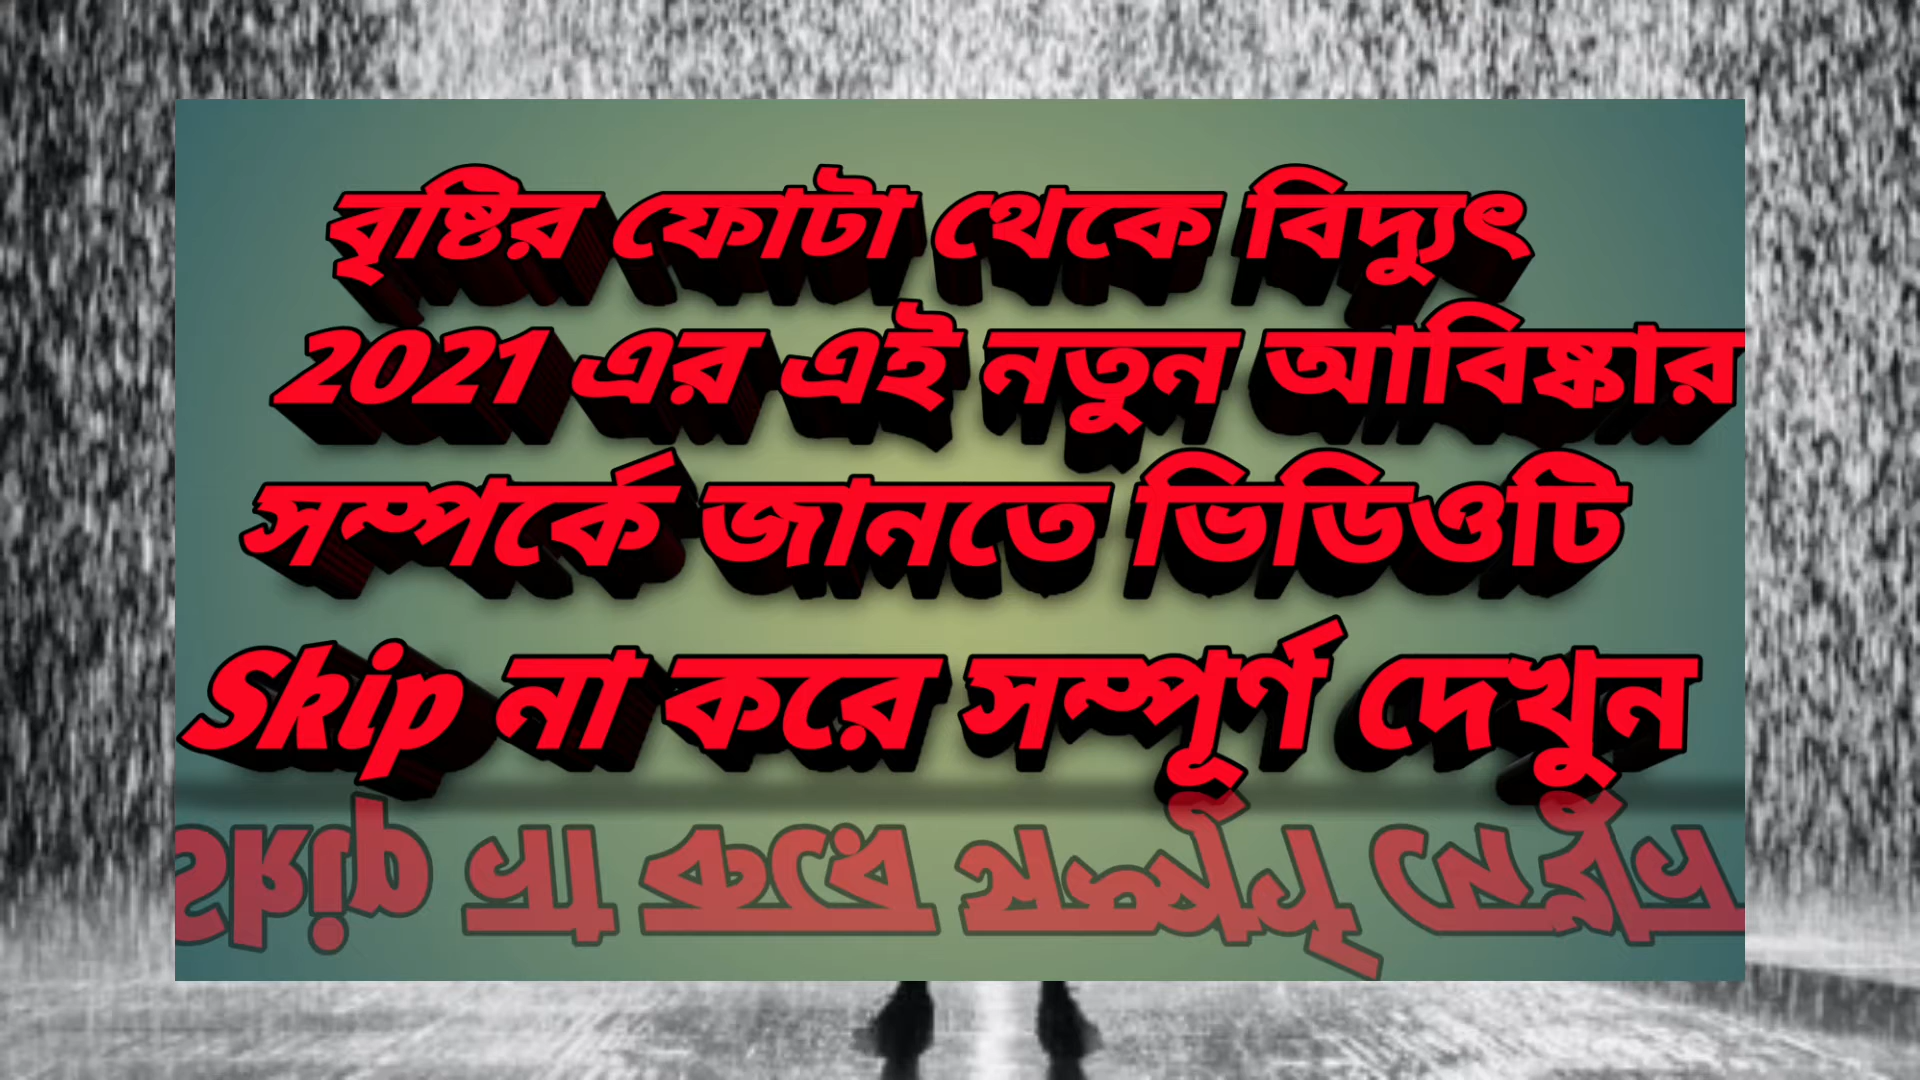 বৃষ্টির ফোটা থেকে বিদ্যুৎ
2021 এর এই নতুন আবিষ্কার
সম্পর্কে জানতে ভিডিওটি
Skip না করে সম্পূর্ণ দেখুন